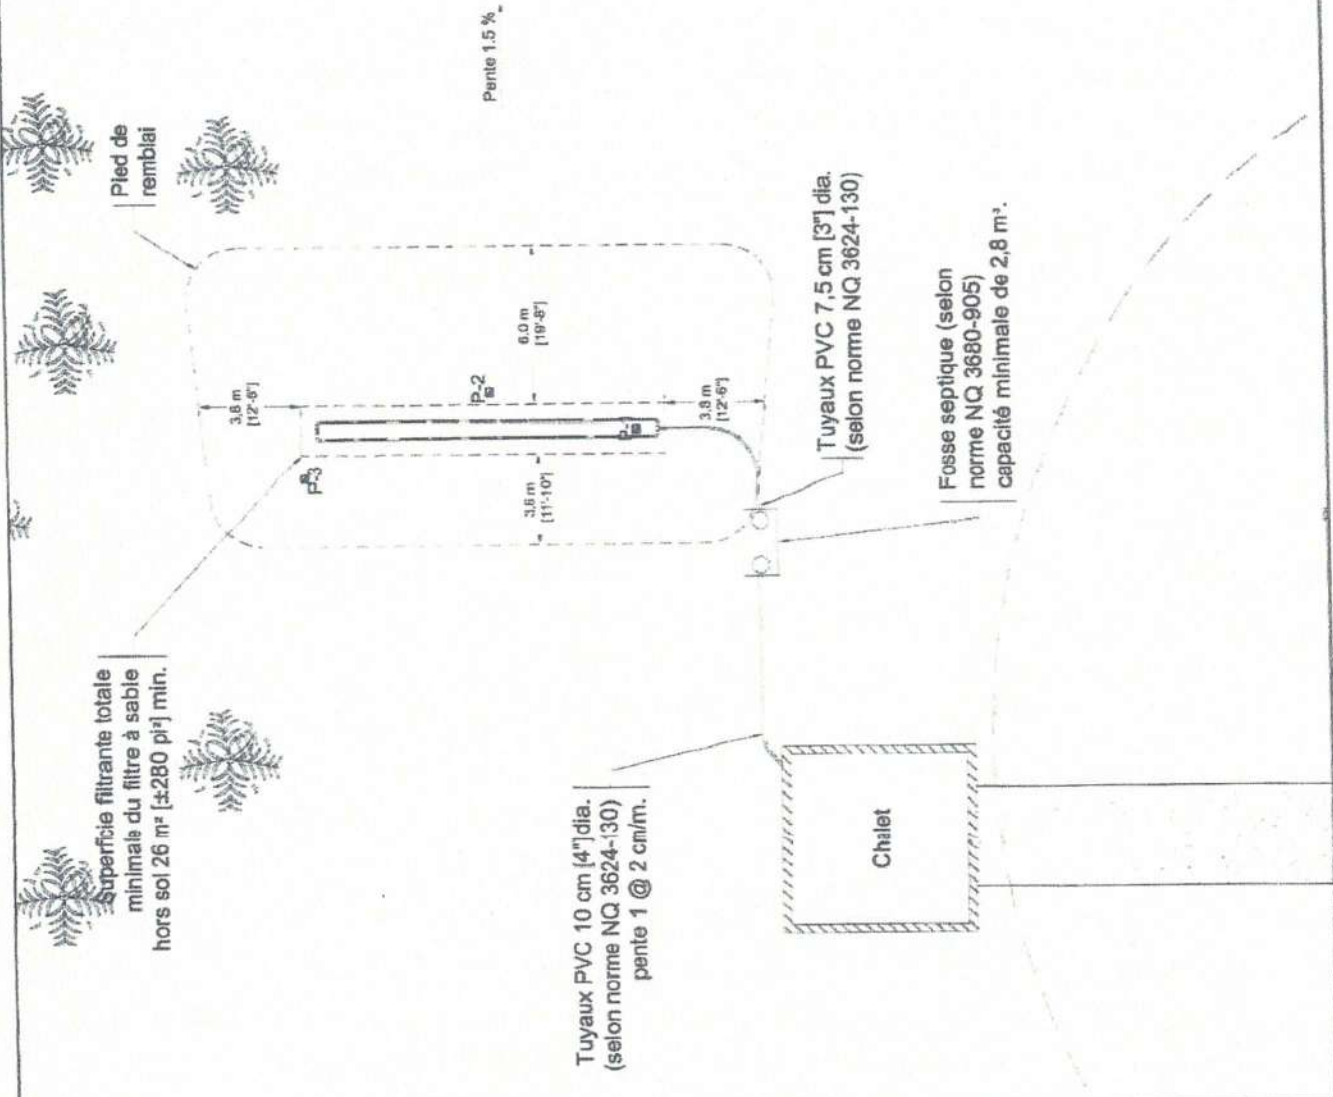 Pente 1.5 %
Pied de
remblai
3,8 m
[12'-6"]
6.0 m
[19'-8"]
P-2
P-3
3,6 m
[11'-10"]
3,8 m
[12'-6"]
Superficie filtrante totale
minimale du filtre à sable
hors sol 26 m² [±280 pi²] min.
Tuyaux PVC 7,5 cm [3"] dia.
(selon norme NQ 3624-130)
Fosse septique (selon
norme NQ 3680-905)
capacité minimale de 2,8 m³.
Tuyaux PVC 10 cm [4"] dia.
(selon norme NQ 3624-130)
pente 1 @ 2 cm/m.
Chalet